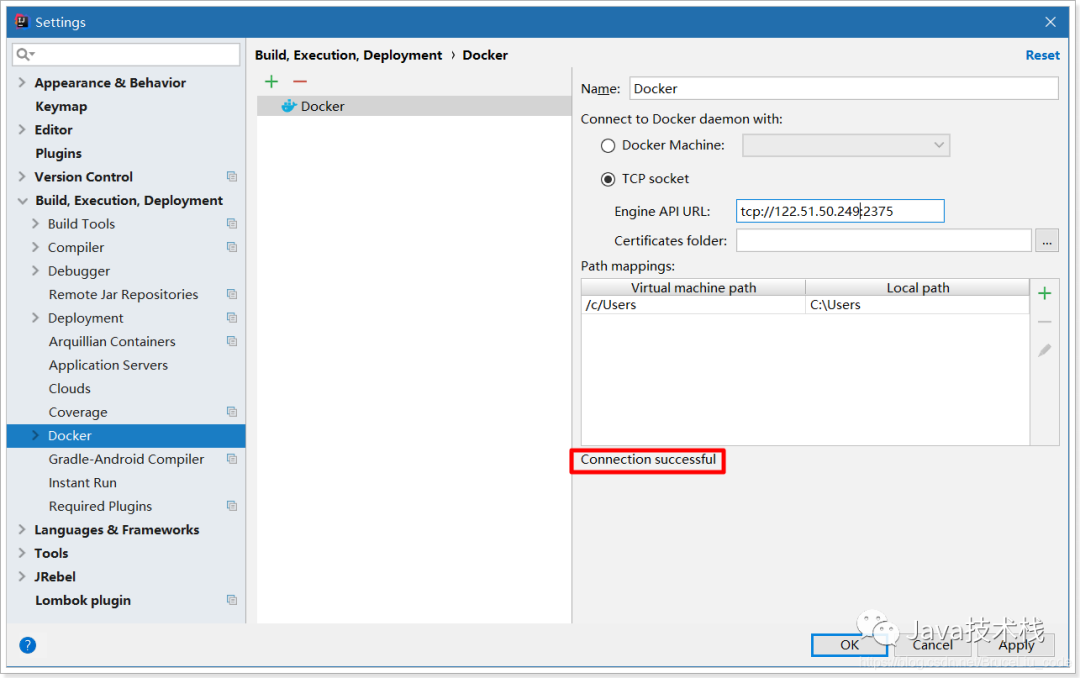 Settings
Build, Execution, Deployment › Docker
Reset
Appearance & Behavior
Keymap
Editor
Plugins
Version Control
Build, Execution, Deployment
Build Tools
Compiler
Debugger
Remote Jar Repositories
Deployment
Arquillian Containers
Application Servers
Clouds
Coverage
Docker
Gradle-Android Compiler
Instant Run
Required Plugins
Languages & Frameworks
Tools
JRebel
Lombok plugin
Docker
Name: Docker
Connect to Docker daemon with:
Docker Machine:
TCP socket
Engine API URL: tcp://122.51.50.249:2375
Certificates folder: ...
Path mappings:
Virtual machine path Local path
/c/Users C:\Users
Connection successful
Java技术栈
OK Cancel Apply